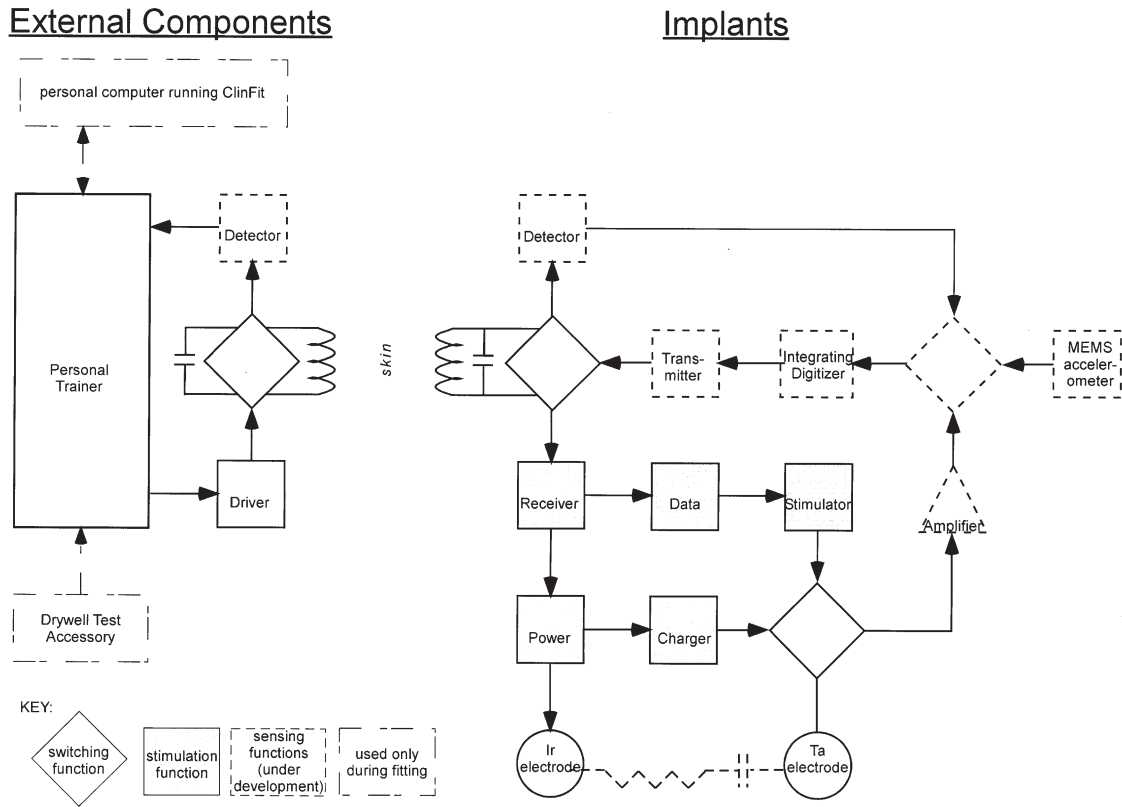 External Components
Implants
personal computer running ClinFit
Detector
Detector
Personal
Trainer
skin
Trans-
mitter
Integrating
Digitizer
MEMS
acceler-
ometer
Driver
Receiver
Data
Stimulator
Amplifier
Drywell Test
Accessory
Power
Charger
KEY:
switching
function
stimulation
function
sensing
functions
(under
development)
used only
during fitting
Ir
electrode
Ta
electrode